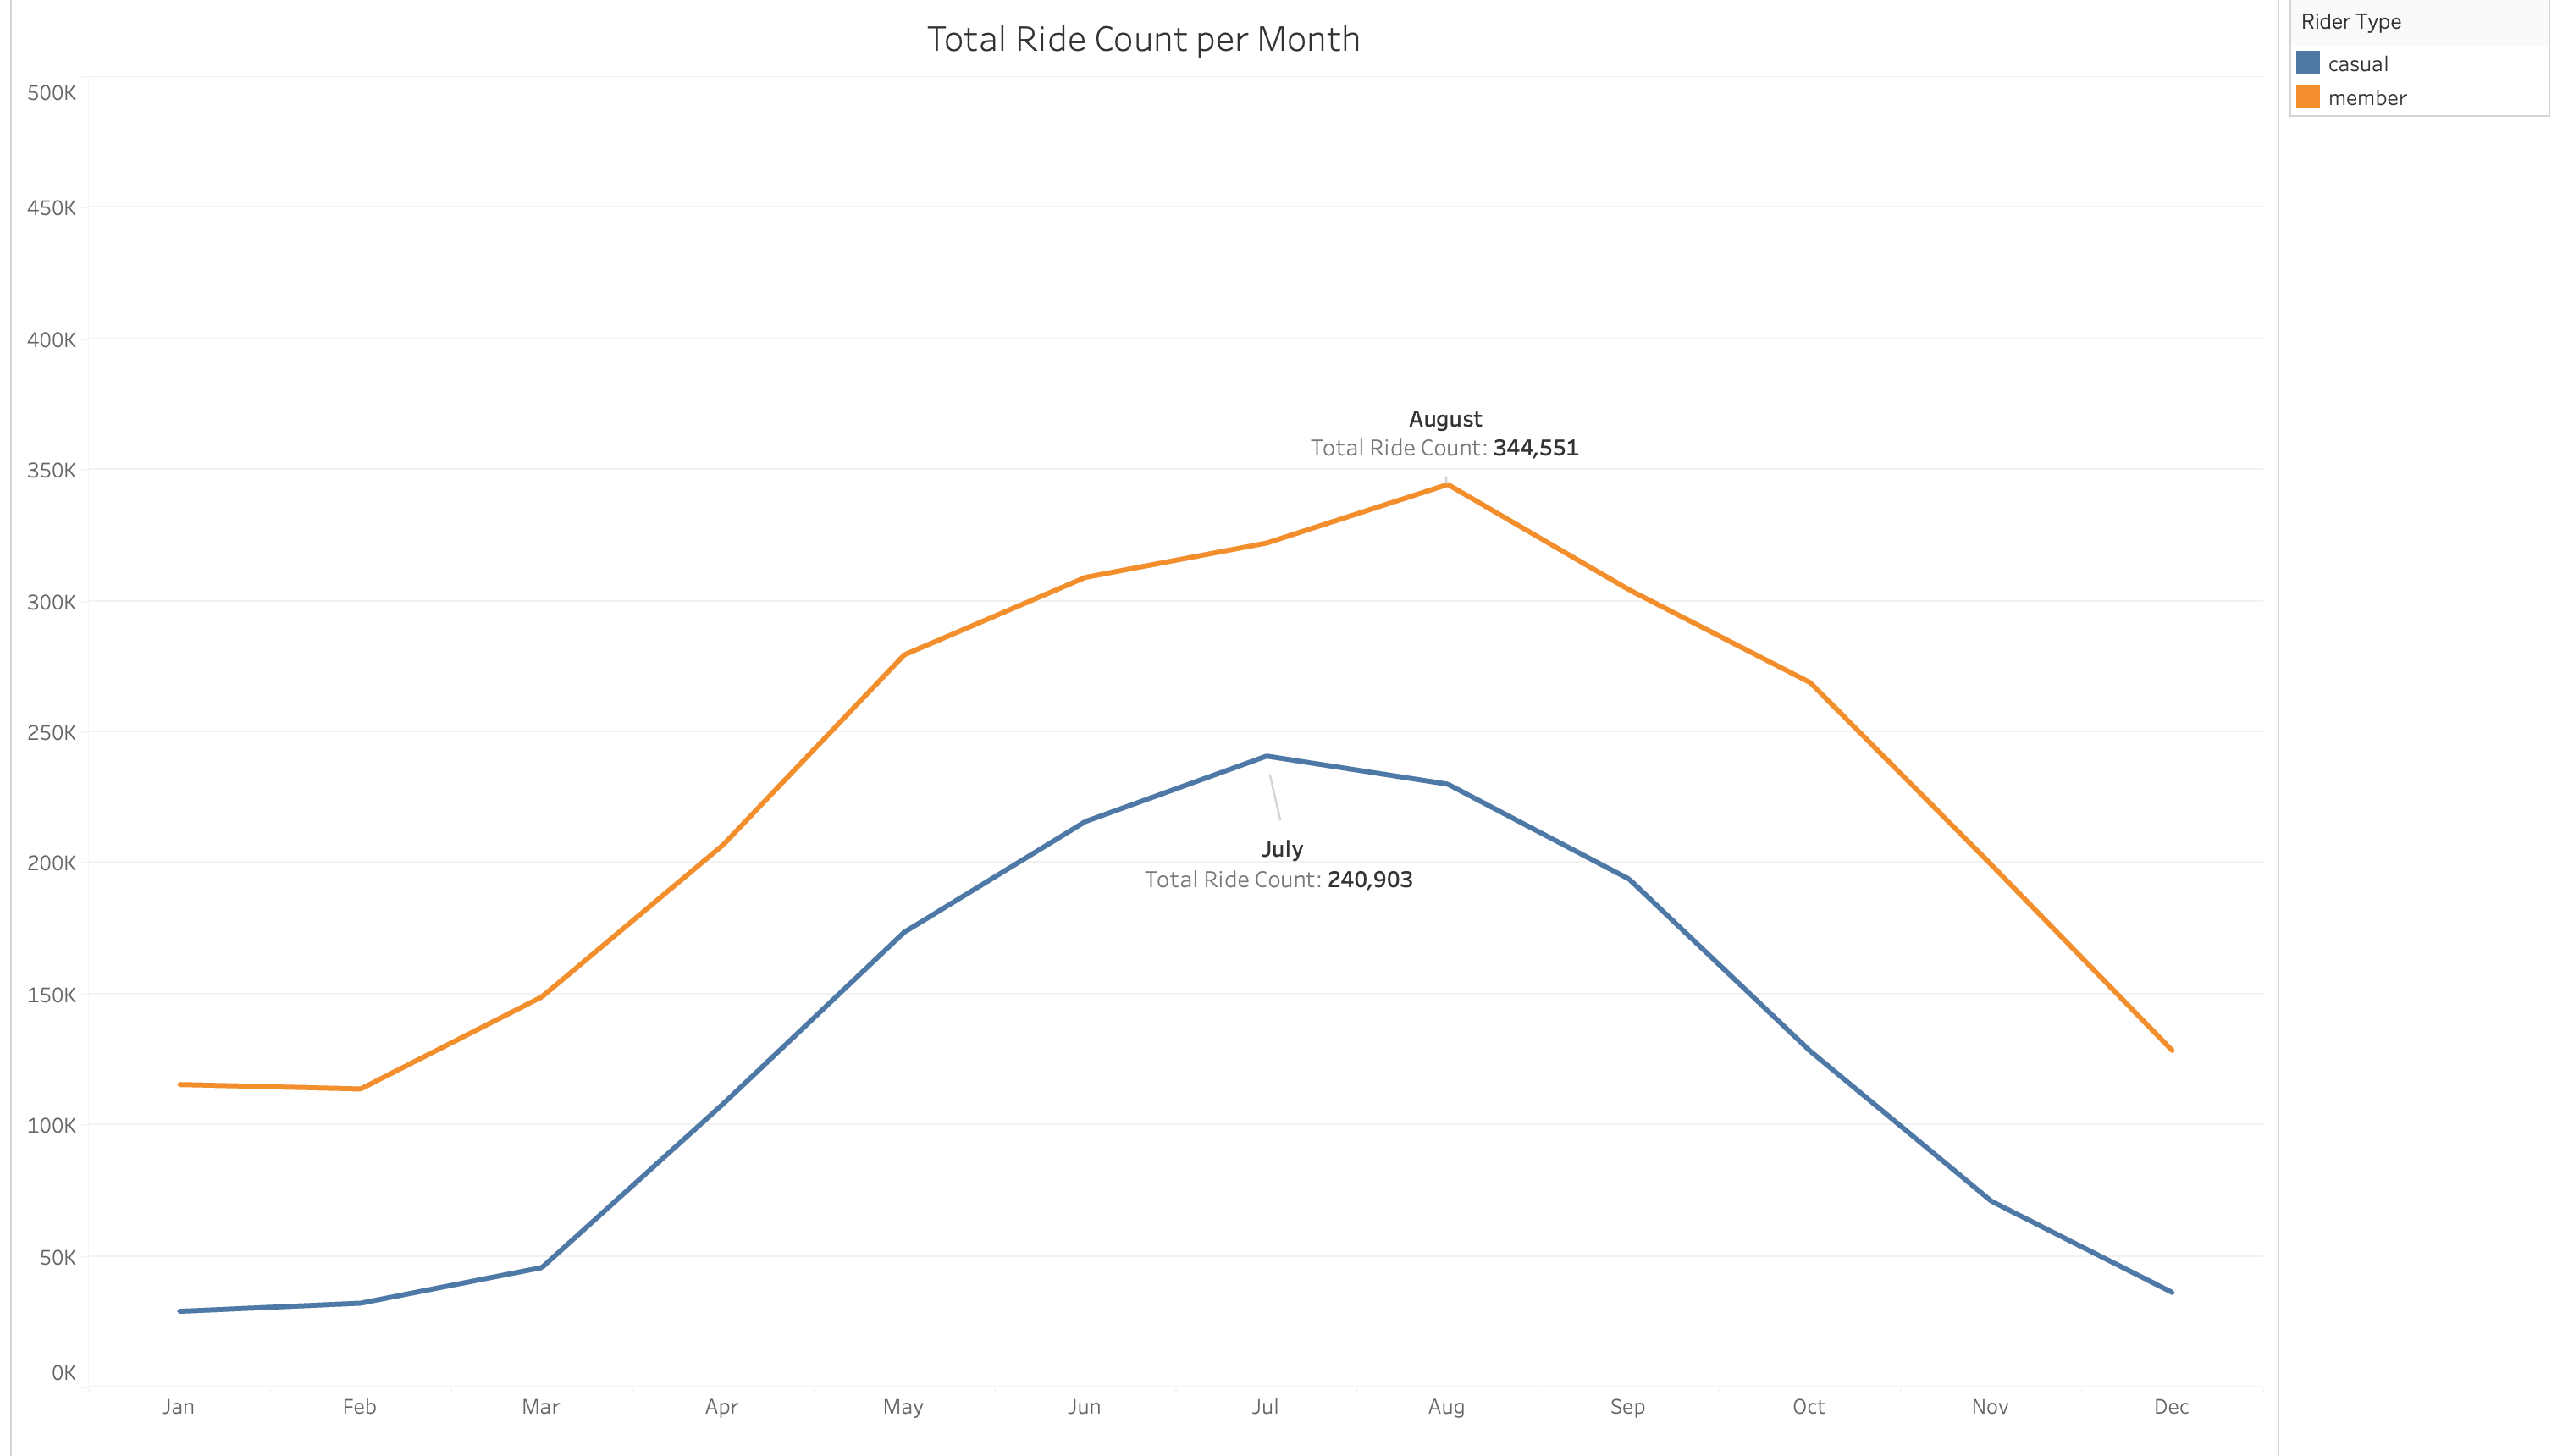 Total Ride Count per Month
Rider Type
casual
member
500K
450K
400K
350K
300K
250K
200K
150K
100K
50K
0K
August
Total Ride Count: 344,551
July
Total Ride Count: 240,903
Jan Feb Mar Apr May Jun Jul Aug Sep Oct Nov Dec